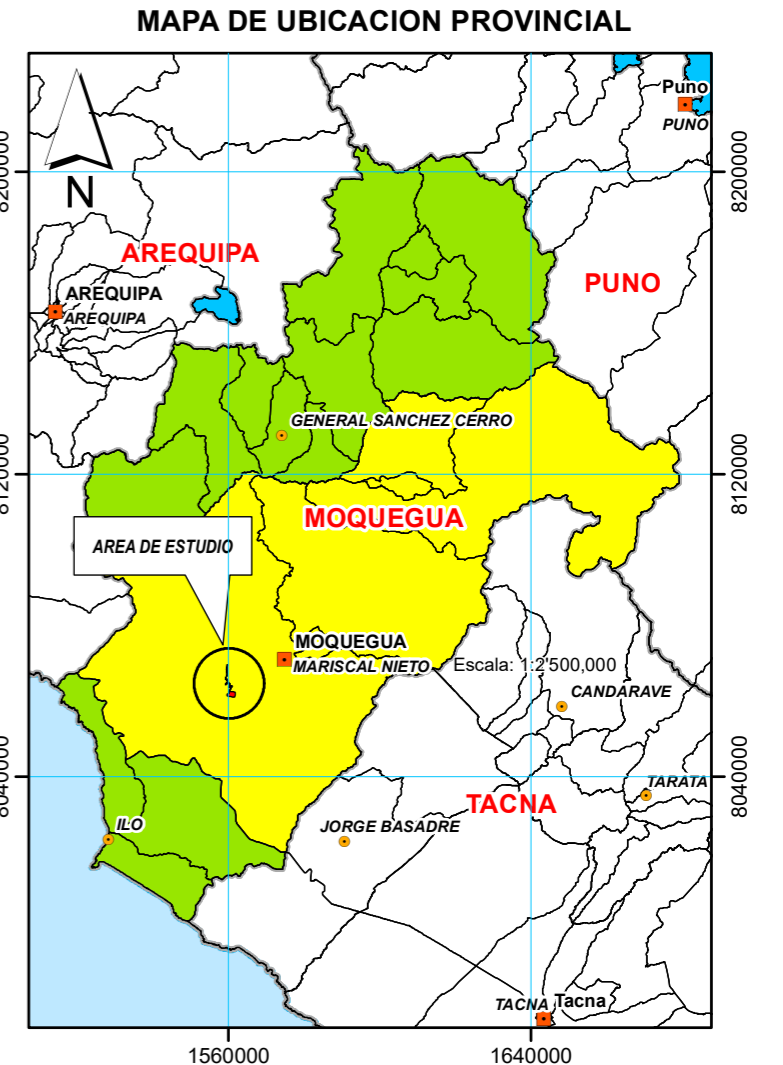 MAPA DE UBICACION PROVINCIAL
Puno
PUNO
8200000
8200000
N
AREQUIPA
PUNO
AREQUIPA
AREQUIPA
GENERAL SANCHEZ CERRO
8120000
8120000
MOQUEGUA
AREA DE ESTUDIO
MOQUEGUA
MARISCAL NIETO
Escala: 1:2'500,000
CANDARAVE
8040000
8040000
TARATA
TACNA
ILO
JORGE BASADRE
TACNA Tacna
1560000
1640000